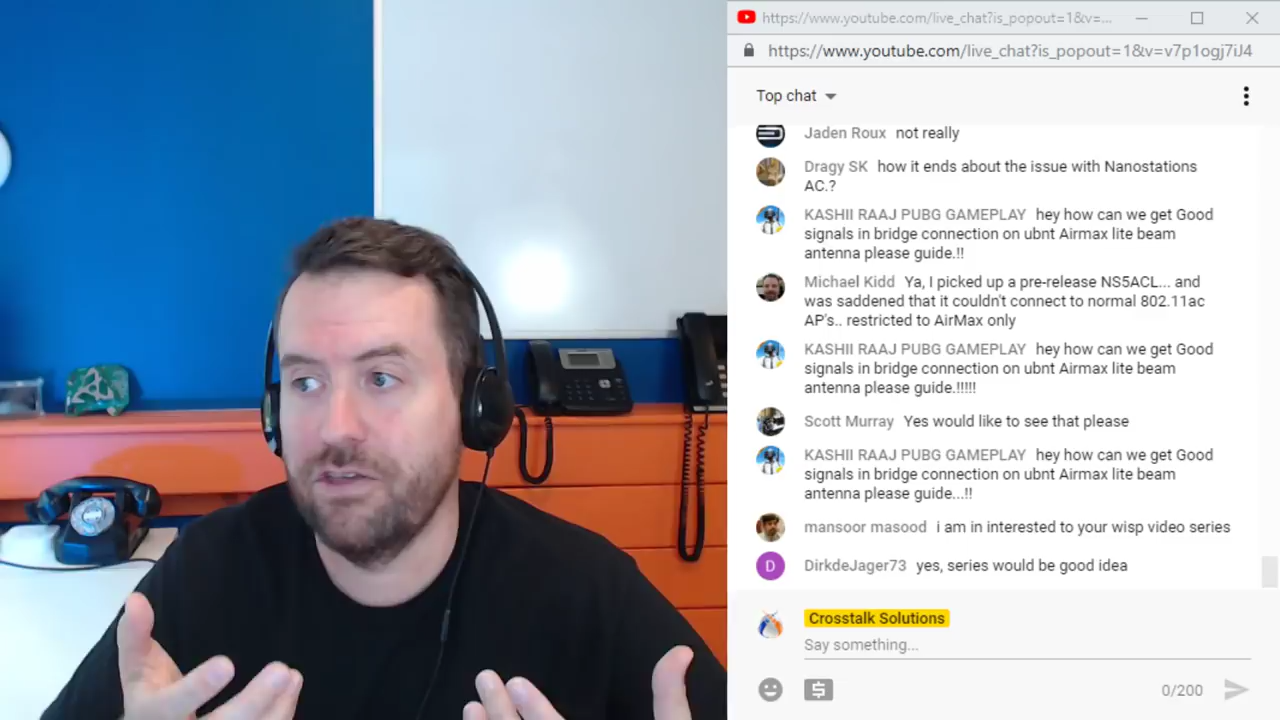 https://www.youtube.com/live_chat?is_popout=1&v=...
https://www.youtube.com/live_chat?is_popout=1&v=v7p1ogj7iJ4
Top chat
Jaden Roux not really
Dragy SK how it ends about the issue with Nanostations
AC.?
KASHII RAAJ PUBG GAMEPLAY hey how can we get Good
signals in bridge connection on ubnt Airmax lite beam
antenna please guide.!!
Michael Kidd Ya, I picked up a pre-release NS5ACL... and
was saddened that it couldn't connect to normal 802.11ac
AP's.. restricted to AirMax only
KASHII RAAJ PUBG GAMEPLAY hey how can we get Good
signals in bridge connection on ubnt Airmax lite beam
antenna please guide.!!!!!
Scott Murray Yes would like to see that please
KASHII RAAJ PUBG GAMEPLAY hey how can we get Good
signals in bridge connection on ubnt Airmax lite beam
antenna please guide...!!
mansoor masood i am in interested to your wisp video series
D DirkdeJager73 yes, series would be good idea
Crosstalk Solutions
Say something...
0/200